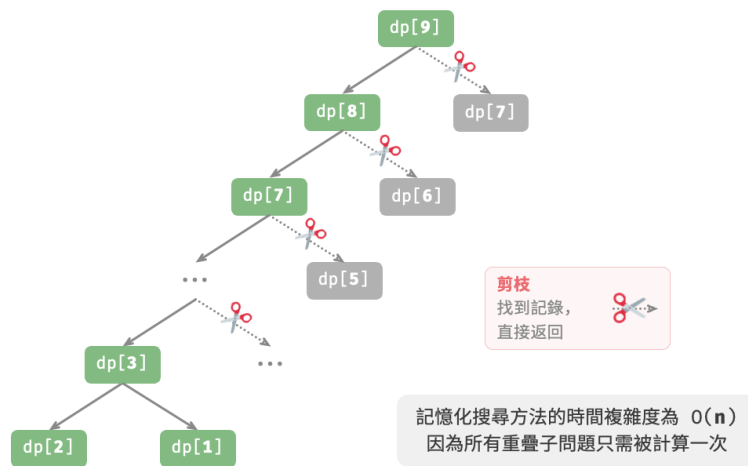 dp[9]
dp[8]
dp[7]
dp[7]
dp[6]
...
dp[5]
剪枝
找到記錄，
直接返回
dp[3]
...
dp[2]
dp[1]
記憶化搜尋方法的時間複雜度為 O(n)
因為所有重疊子問題只需被計算一次